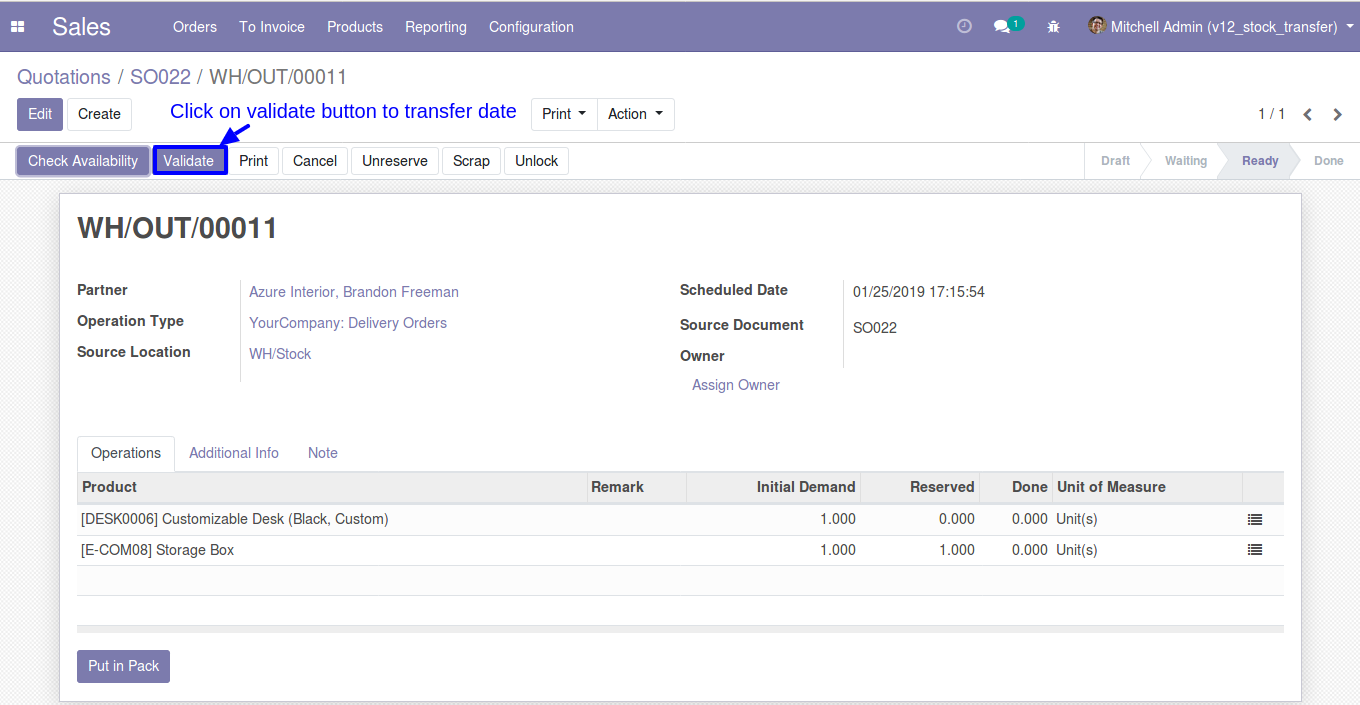 Sales Orders To Invoice Products Reporting Configuration 1 Mitchell Admin (v12_stock_transfer)
Quotations / SO022 / WH/OUT/00011
Edit Create Click on validate button to transfer date Print Action 1 / 1
Check Availability Validate Print Cancel Unreserve Scrap Unlock Draft Waiting Ready Done
WH/OUT/00011
Partner Azure Interior, Brandon Freeman Scheduled Date 01/25/2019 17:15:54
Operation Type YourCompany: Delivery Orders Source Document SO022
Source Location WH/Stock Owner
Assign Owner
Operations Additional Info Note
Product Remark Initial Demand Reserved Done Unit of Measure
[DESK0006] Customizable Desk (Black, Custom) 1.000 0.000 0.000 Unit(s)
[E-COM08] Storage Box 1.000 1.000 0.000 Unit(s)
Put in Pack